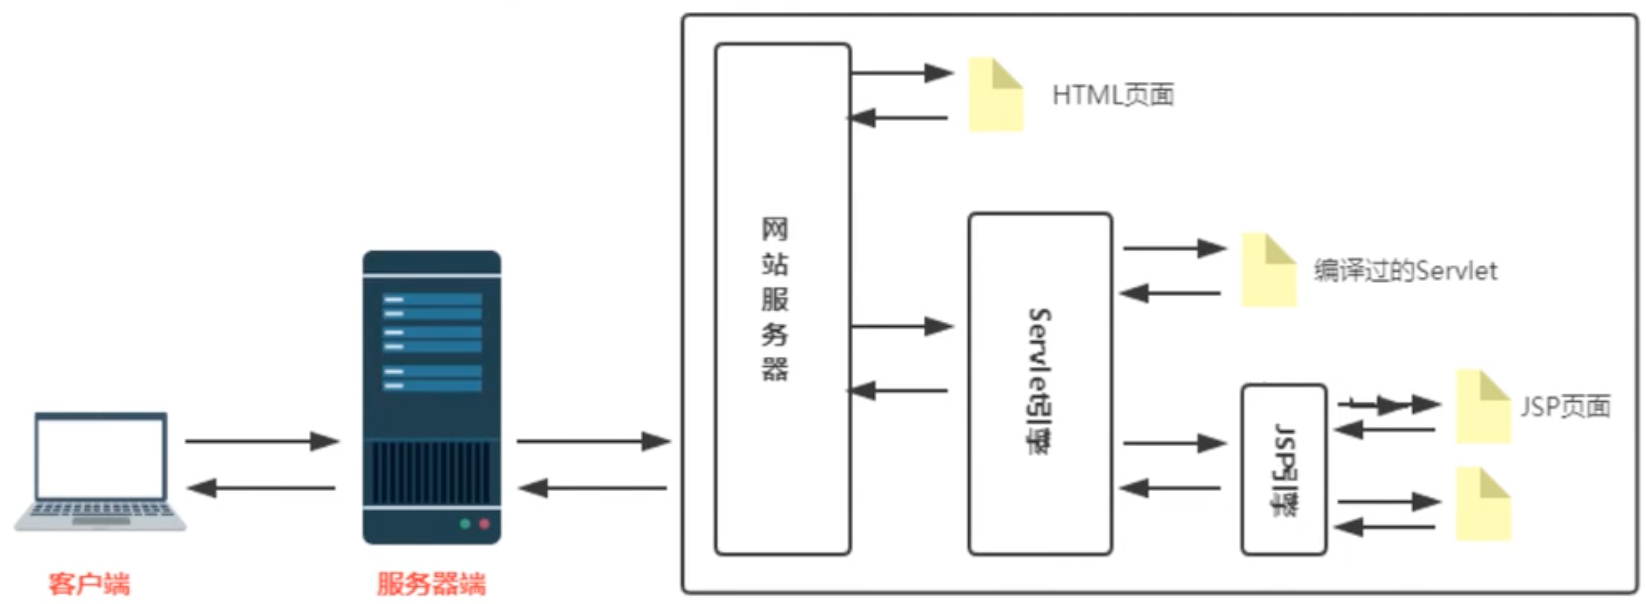 HTML页面
网站服务器
编译过的Servlet
Servlet引擎
JSP页面
JSP引擎
客户端
服务器端